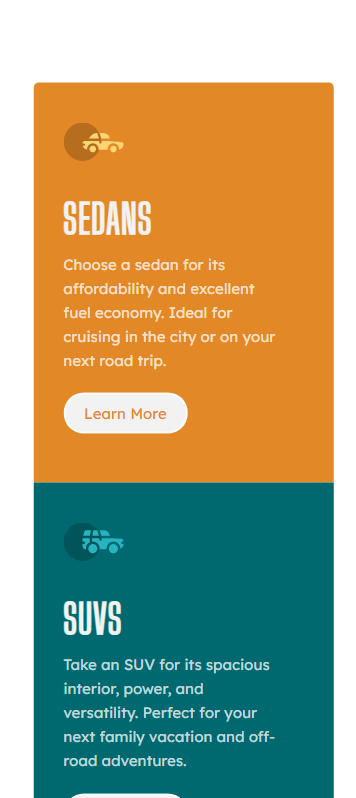 SEDANS
Choose a sedan for its
affordability and excellent
fuel economy. Ideal for
cruising in the city or on your
next road trip.
Learn More
SUVS
Take an SUV for its spacious
interior, power, and
versatility. Perfect for your
next family vacation and off-
road adventures.